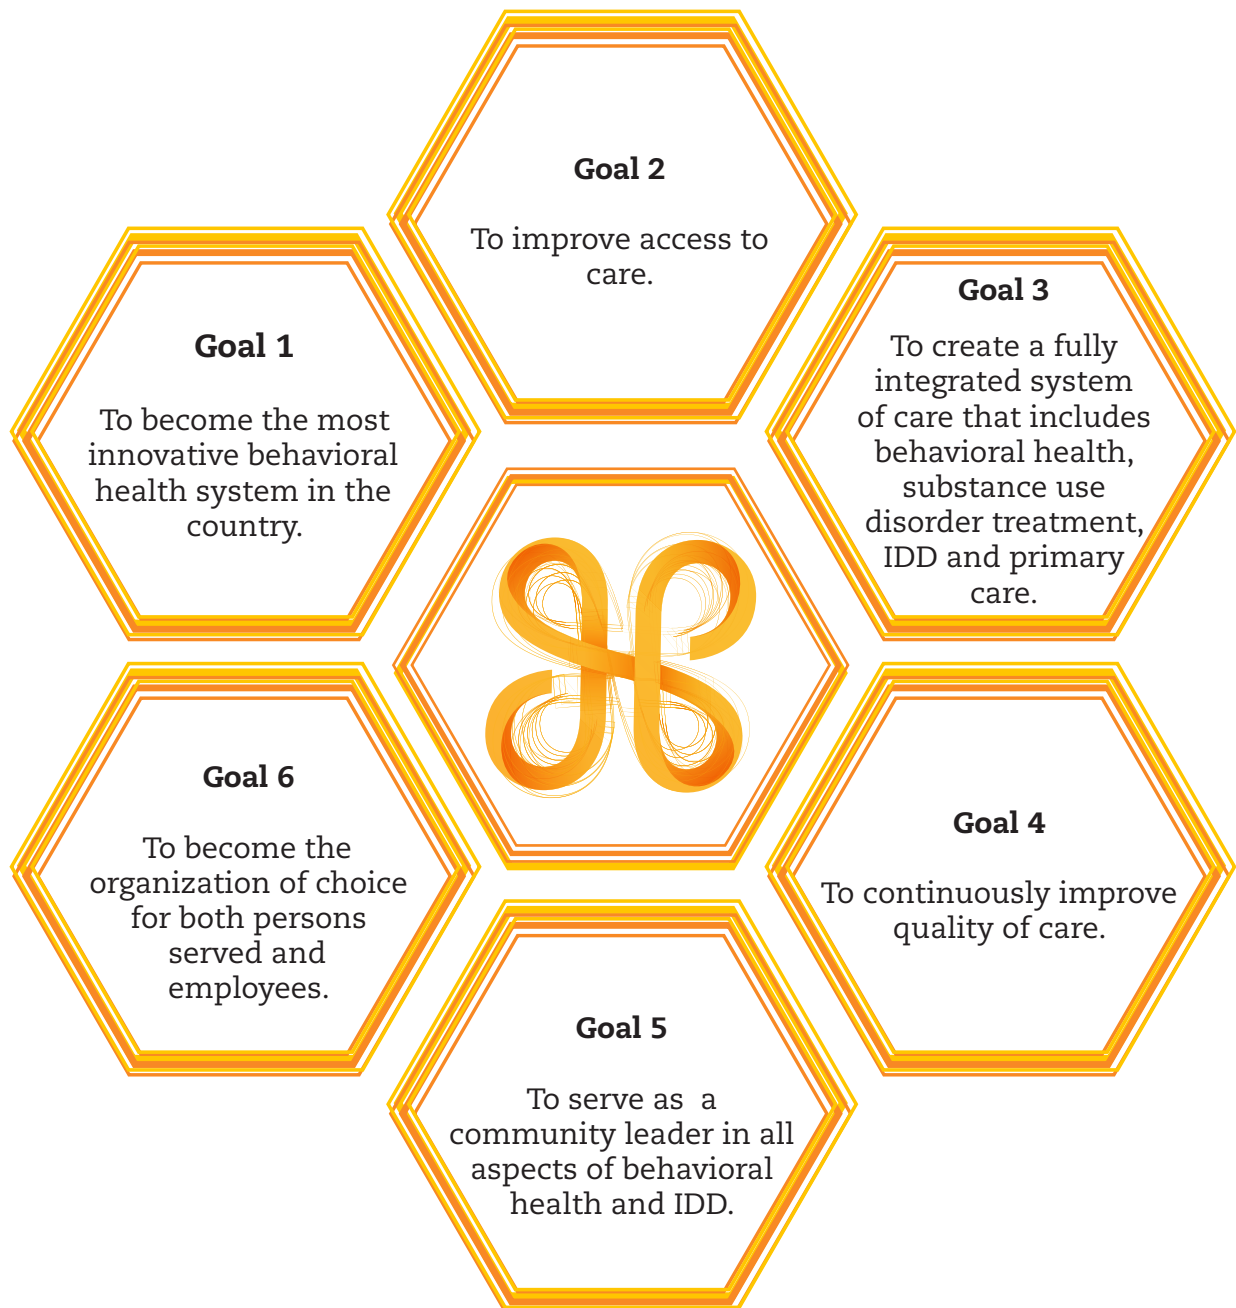 Goal 1
To become the most
innovative behavioral
health system in the
country.
Goal 2
To improve access to
care.
Goal 3
To create a fully
integrated system
of care that includes
behavioral health,
substance use
disorder treatment,
IDD and primary
care.
Goal 4
To continuously improve
quality of care.
Goal 5
To serve as  a
community leader in all
aspects of behavioral
health and IDD.
Goal 6
To become the
organization of choice
for both persons
served and
employees.